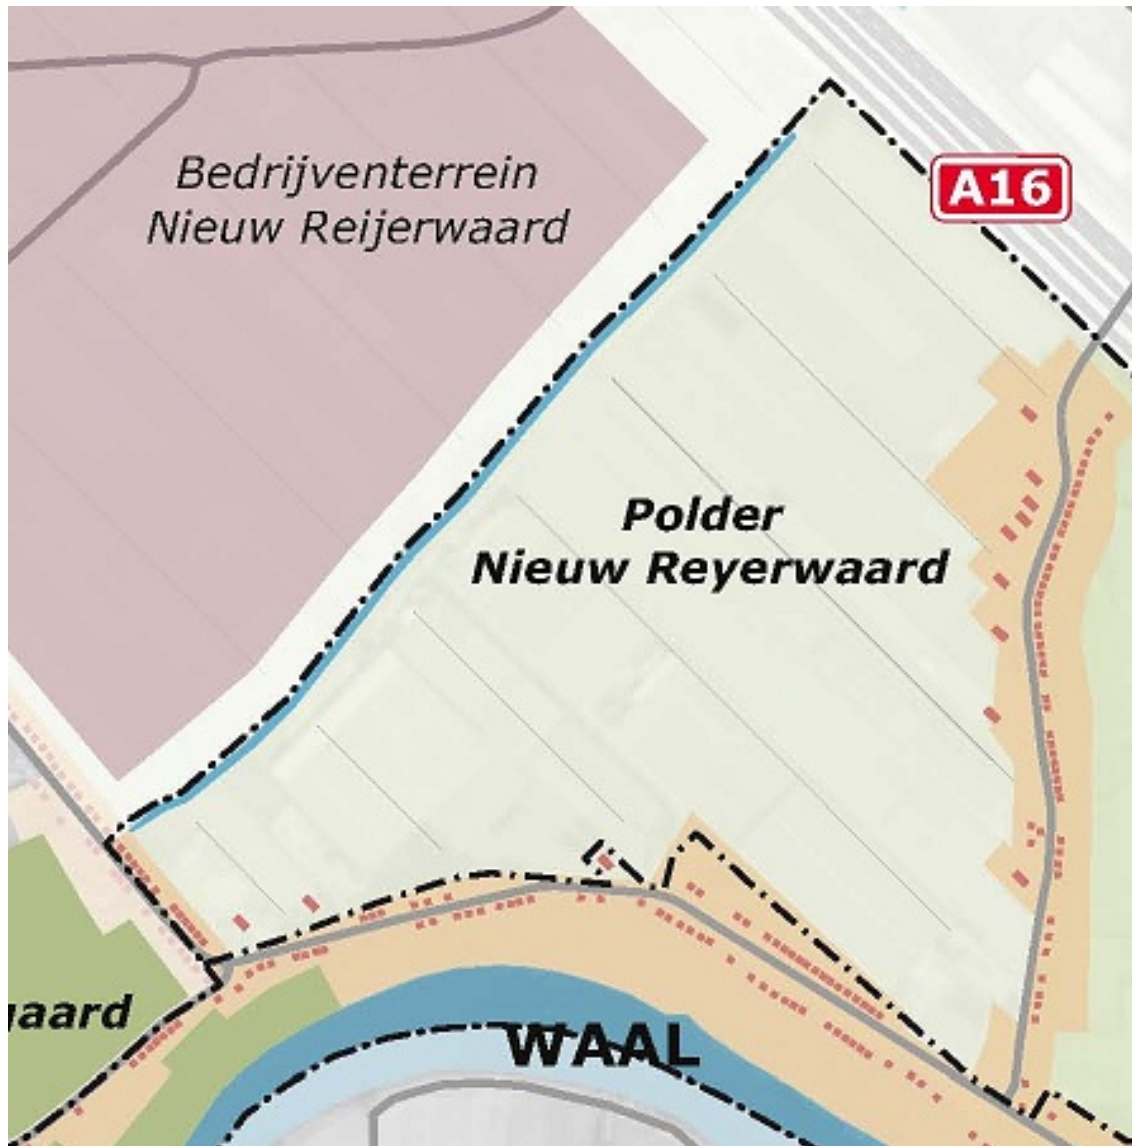 Bedrijventerrein
Nieuw Reijerwaard
A16
Polder
Nieuw Reyerwaard
WAAL